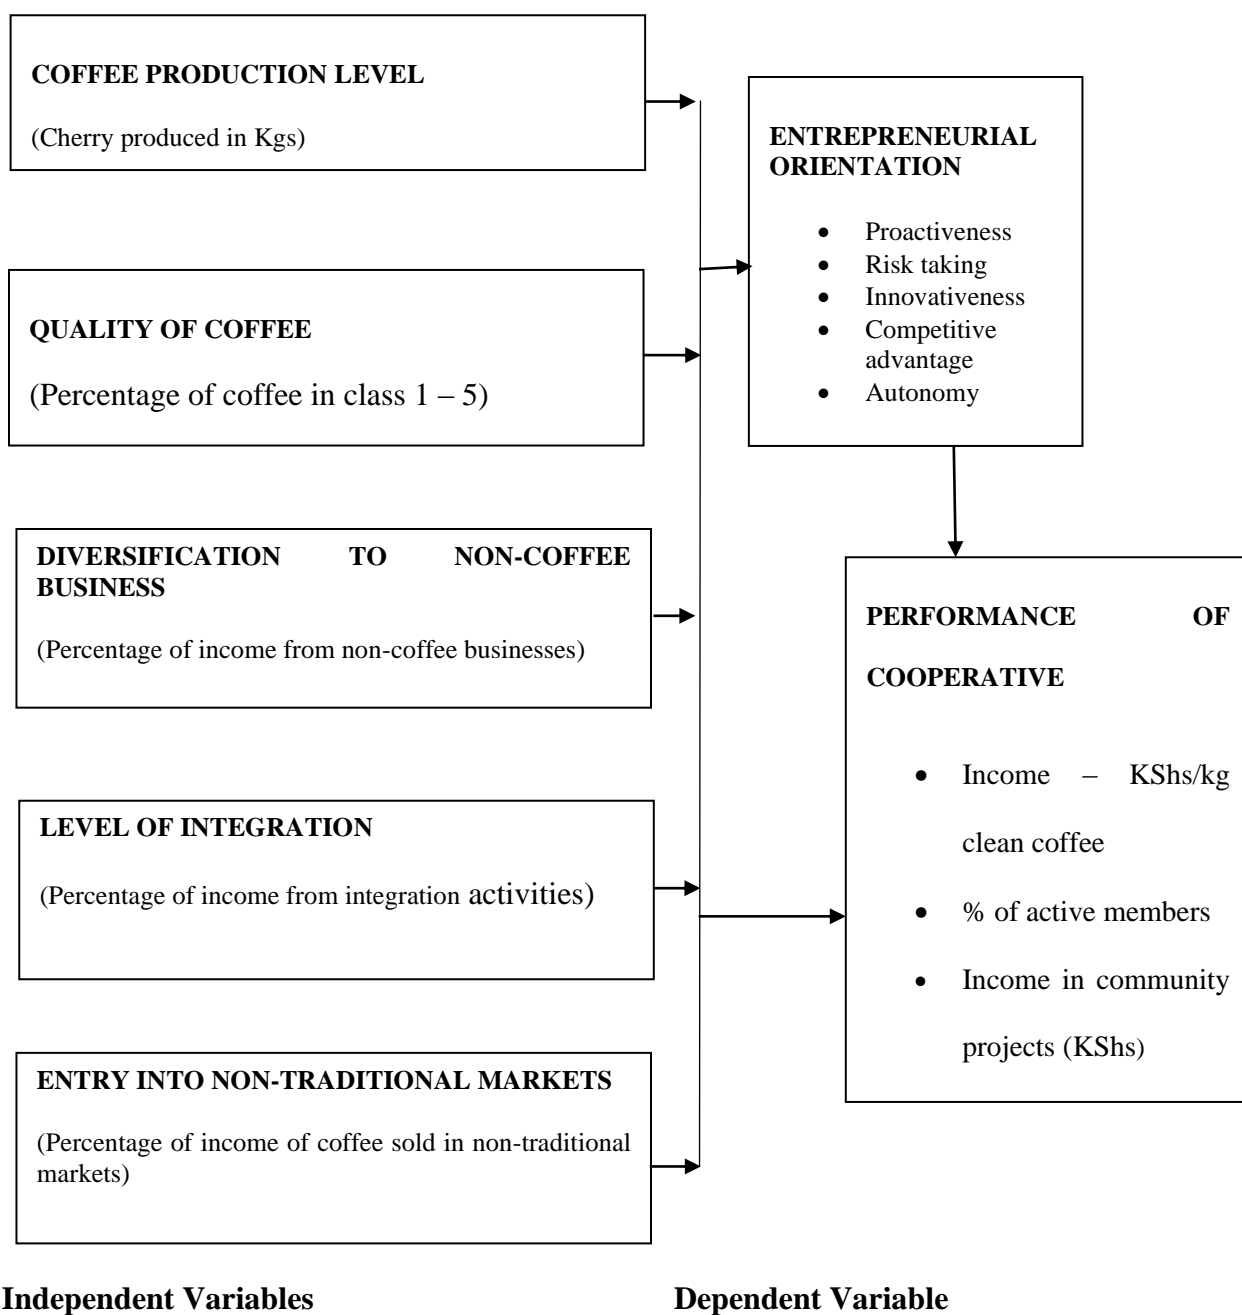 COFFEE PRODUCTION LEVEL
(Cherry produced in Kgs)
QUALITY OF COFFEE
(Percentage of coffee in class 1 – 5)
DIVERSIFICATION TO NON-COFFEE
BUSINESS
(Percentage of income from non-coffee businesses)
LEVEL OF INTEGRATION
(Percentage of income from integration activities)
ENTRY INTO NON-TRADITIONAL MARKETS
(Percentage of income of coffee sold in non-traditional
markets)
ENTREPRENEURIAL
ORIENTATION
• Proactiveness
• Risk taking
• Innovativeness
• Competitive
advantage
• Autonomy
PERFORMANCE OF
COOPERATIVE
• Income – KShs/kg
clean coffee
• % of active members
• Income in community
projects (KShs)
Independent Variables
Dependent Variable